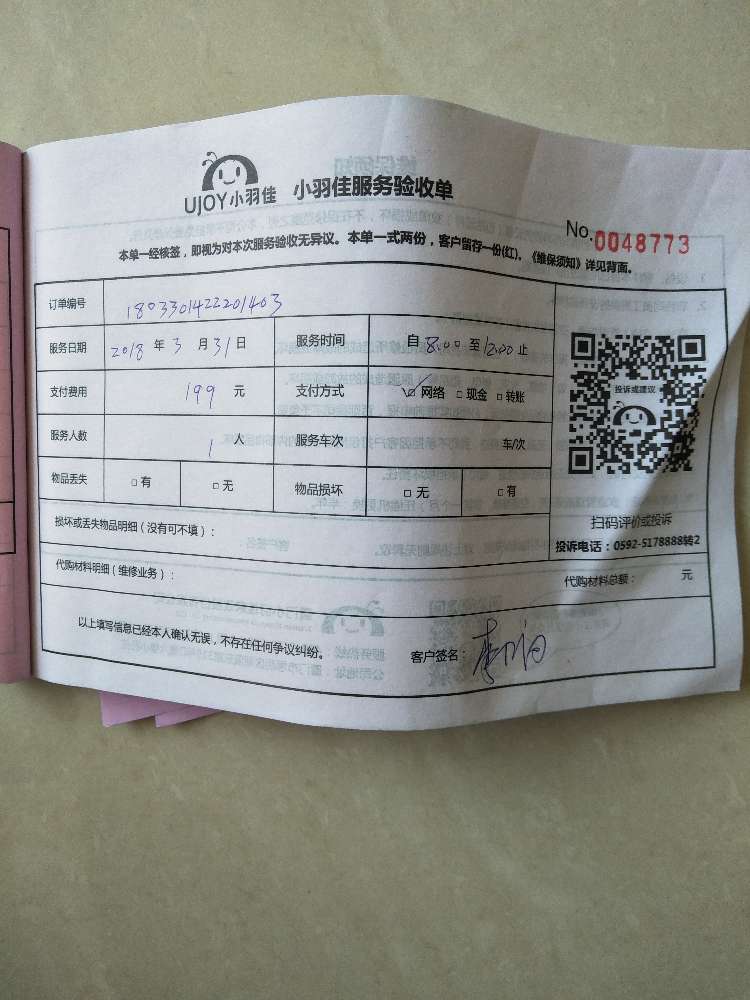 UJOY小羽佳 小羽佳服务验收单
No.0048773
本单一经核签，即视为对本次服务验收无异议。本单一式两份，客户留存一份(红)。《维保须知》详见背面。
订单编号 1803301422201403
服务日期 2018 年 3 月 31 日 服务时间 自 8:00 至 12:00 止
支付费用 199 元 支付方式 ☑ 网络 □ 现金 □ 转账
服务人数 1 人 服务车次 车/次
物品丢失 □ 有 □ 无 物品损坏 □ 无 □ 有
投诉或建议
扫码评价或投诉
投诉电话：0592-5178888转2
损坏或丢失物品明细（没有可不填）：
代购材料明细（维修业务）： 代购材料总额： 元
以上填写信息已经本人确认无误，不存在任何争议纠纷。 客户签名：